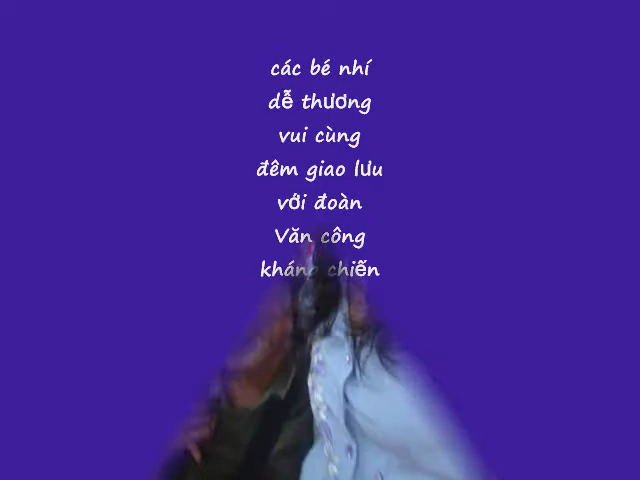 các bé nhí
dễ thương
vui cùng
đêm giao lưu
với đoàn
Văn công
kháng chiến